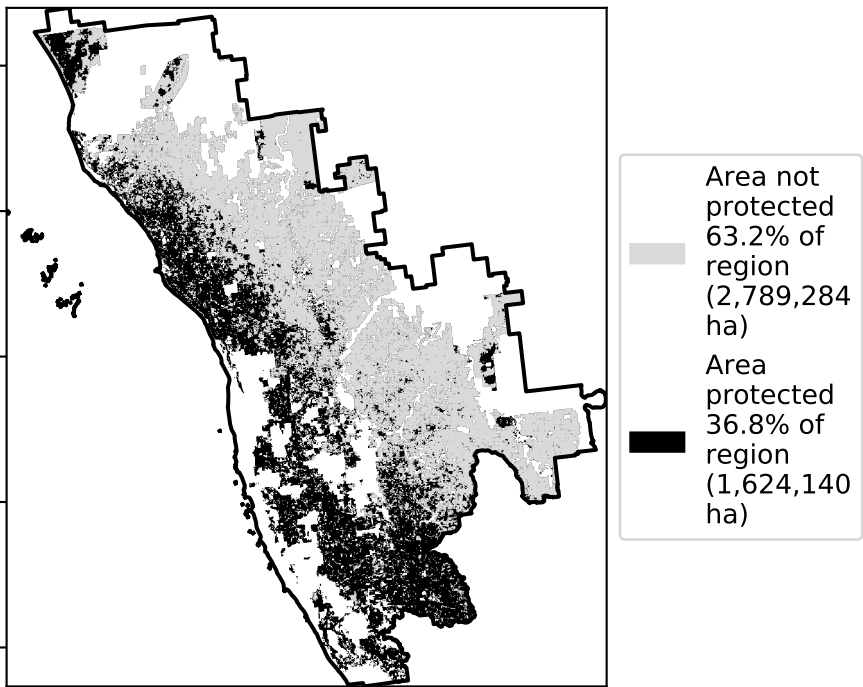 Area not
protected
63.2% of
region
(2,789,284
ha)
Area
protected
36.8% of
region
(1,624,140
ha)